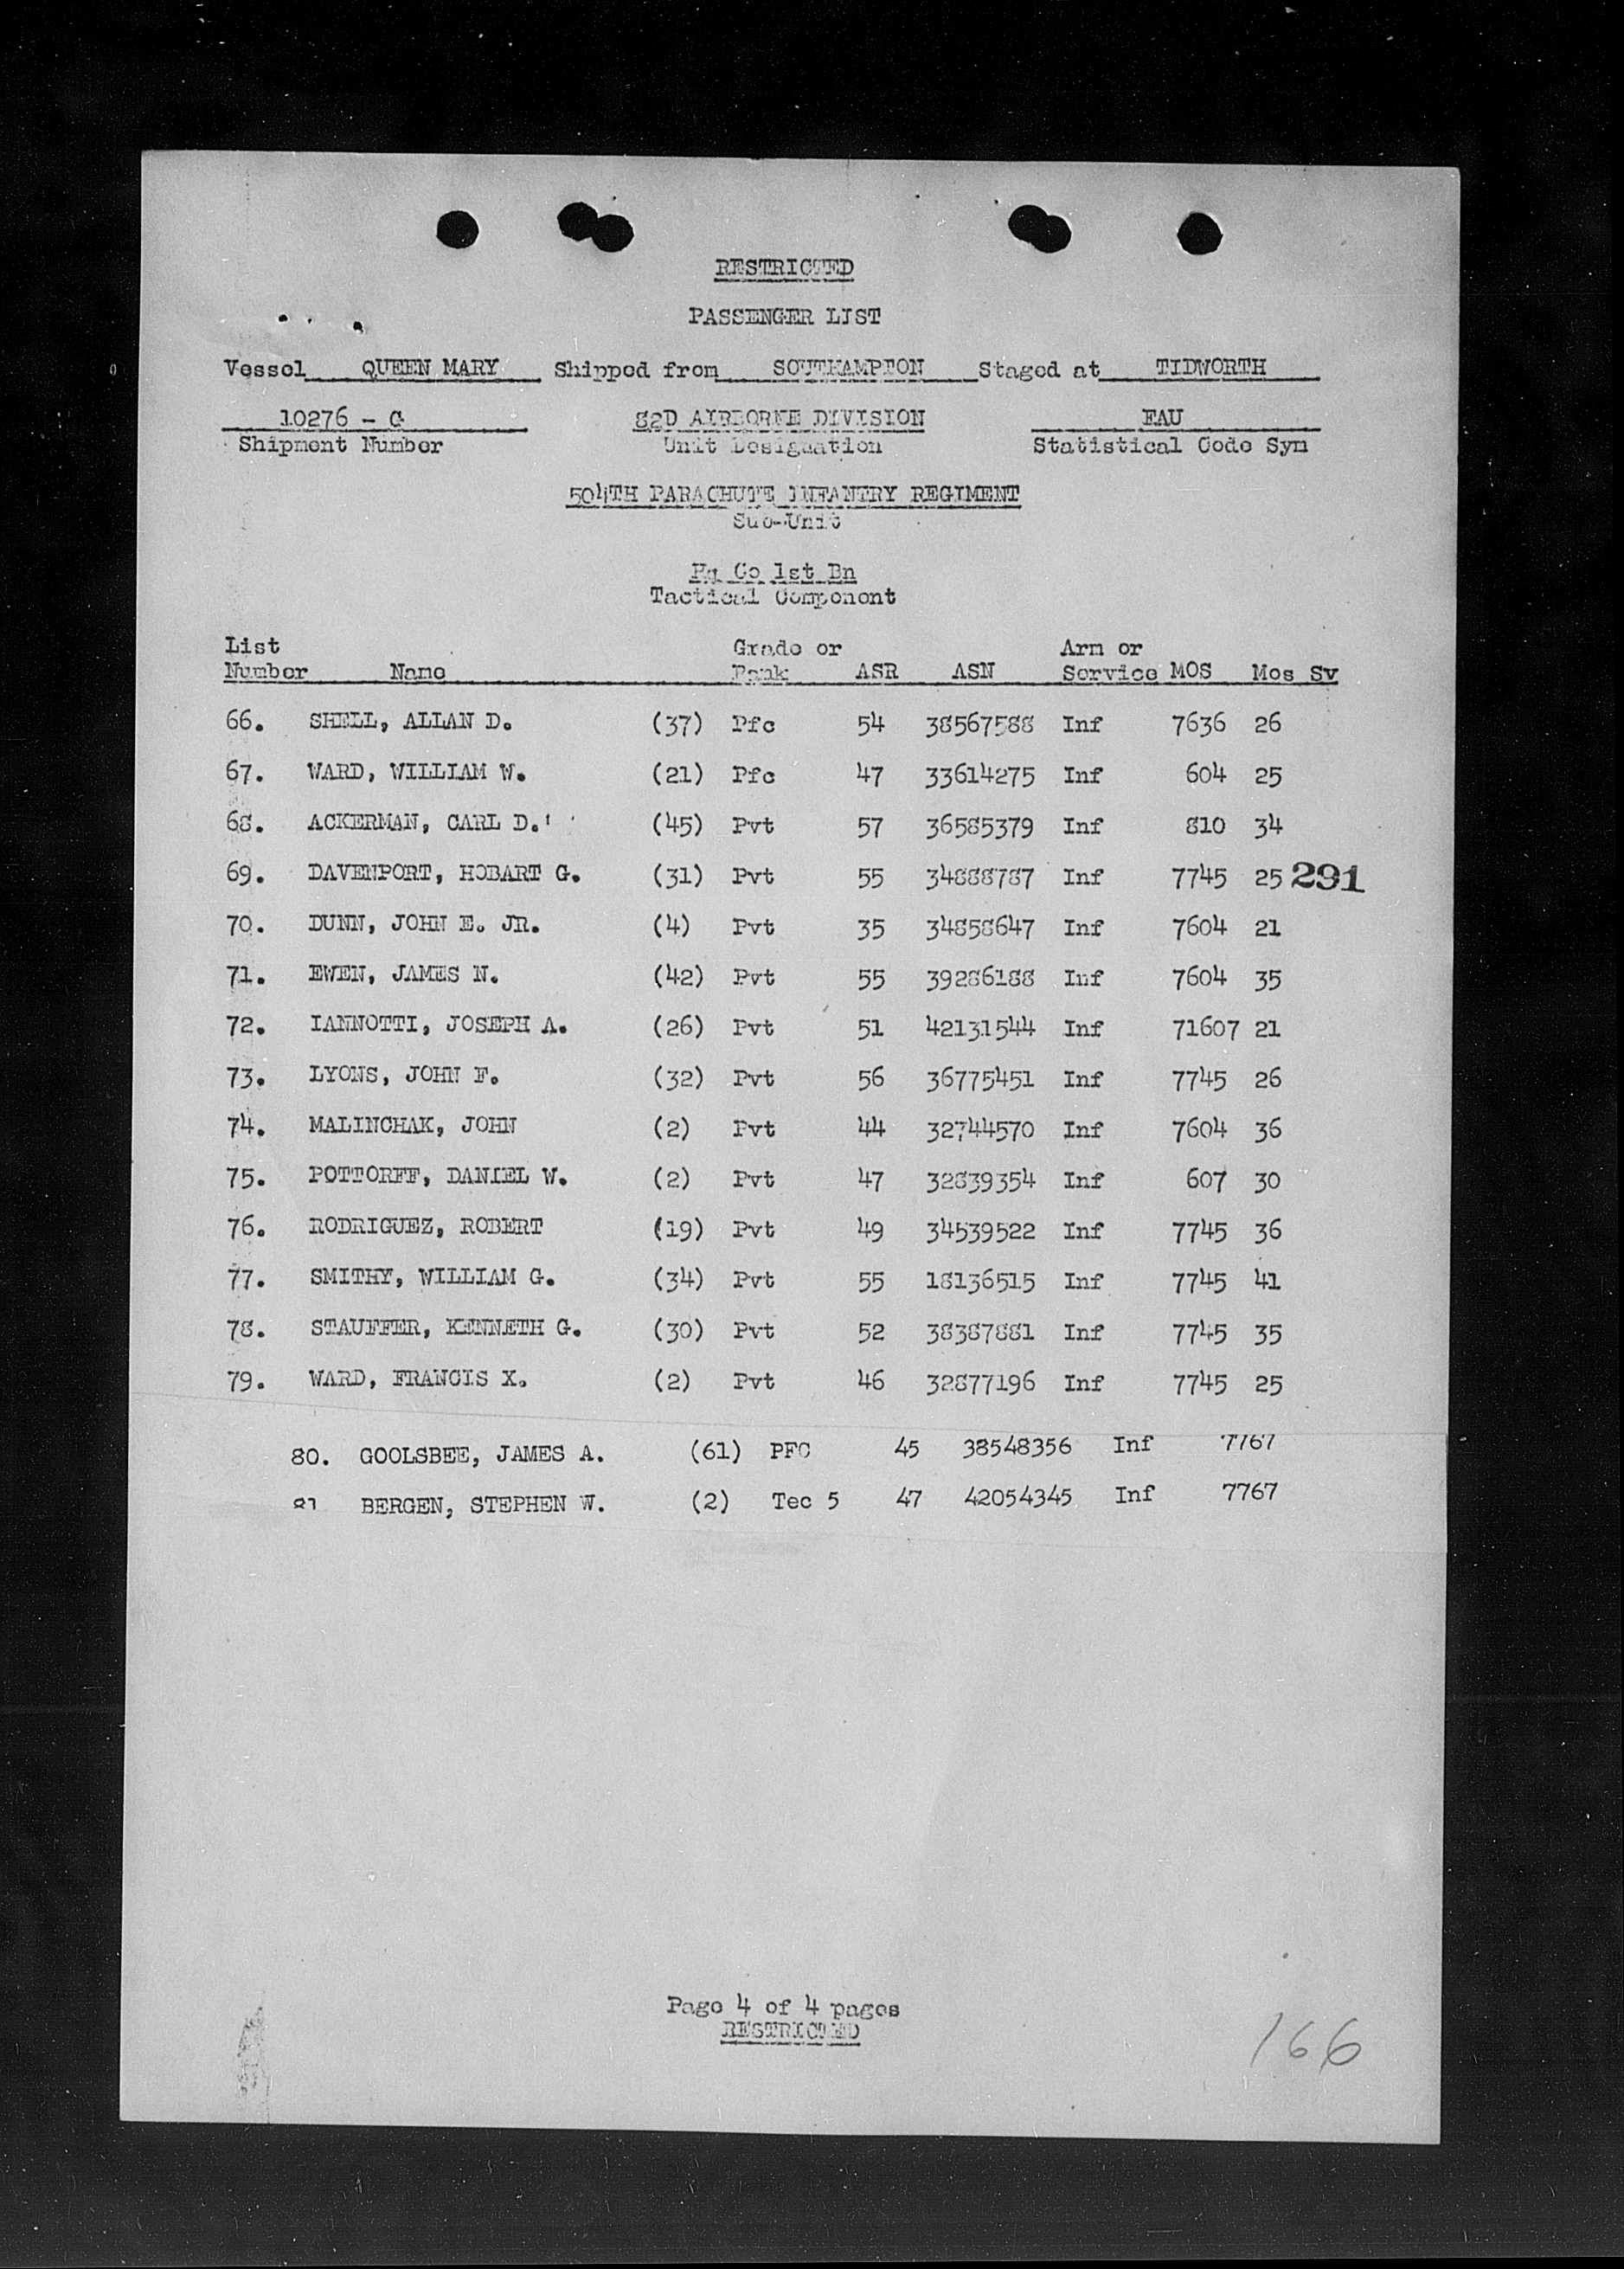 RESTRICTED
PASSENGER LIST
Vessel QUEEN MARY Shipped from SOUTHAMPTON Staged at TIDWORTH
10276 - G 82D AIRBORNE DIVISION EAU
Shipment Number Unit Designation Statistical Code Sym
504TH PARACHUTE INFANTRY REGIMENT
Sub-Unit
Hq Co 1st Bn
Tactical Component
List Grade or Arm or
Number Name Rank ASR ASN Service MOS Mos Sv
66. SHELL, ALLAN D. (37) Pfc 54 38567588 Inf 7636 26
67. WARD, WILLIAM W. (21) Pfc 47 33614275 Inf 604 25
68. ACKERMAN, CARL D. (45) Pvt 57 36585379 Inf 810 34
69. DAVENPORT, HOBART G. (31) Pvt 55 34888787 Inf 7745 25 291
70. DUNN, JOHN E. JR. (4) Pvt 35 34858647 Inf 7604 21
71. EWEN, JAMES N. (42) Pvt 55 39286188 Inf 7604 35
72. IANNOTTI, JOSEPH A. (26) Pvt 51 42131544 Inf 71607 21
73. LYONS, JOHN F. (32) Pvt 56 36775451 Inf 7745 26
74. MALINCHAK, JOHN (2) Pvt 44 32744570 Inf 7604 36
75. POTTORFF, DANIEL W. (2) Pvt 47 32839354 Inf 607 30
76. RODRIGUEZ, ROBERT (19) Pvt 49 34539522 Inf 7745 36
77. SMITHY, WILLIAM G. (34) Pvt 55 18136515 Inf 7745 41
78. STAUFFER, KENNETH G. (30) Pvt 52 38387881 Inf 7745 35
79. WARD, FRANCIS X. (2) Pvt 46 32877196 Inf 7745 25
80. GOOLSBEE, JAMES A. (61) PFC 45 38548356 Inf 7767
81 BERGEN, STEPHEN W. (2) Tec 5 47 42054345 Inf 7767
Page 4 of 4 pages
RESTRICTED
166